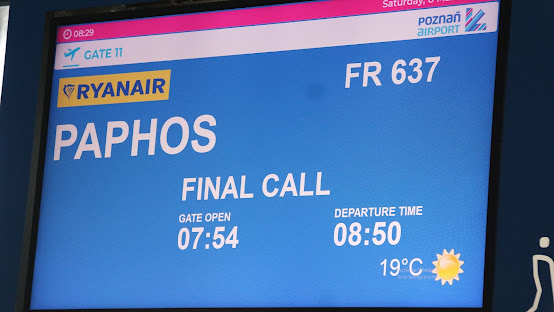 08:29
Saturday, 8
POZNAŃ
AIRPORT
GATE 11
RYANAIR
FR 637
PAPHOS
FINAL CALL
GATE OPEN
DEPARTURE TIME
07:54
08:50
19°C